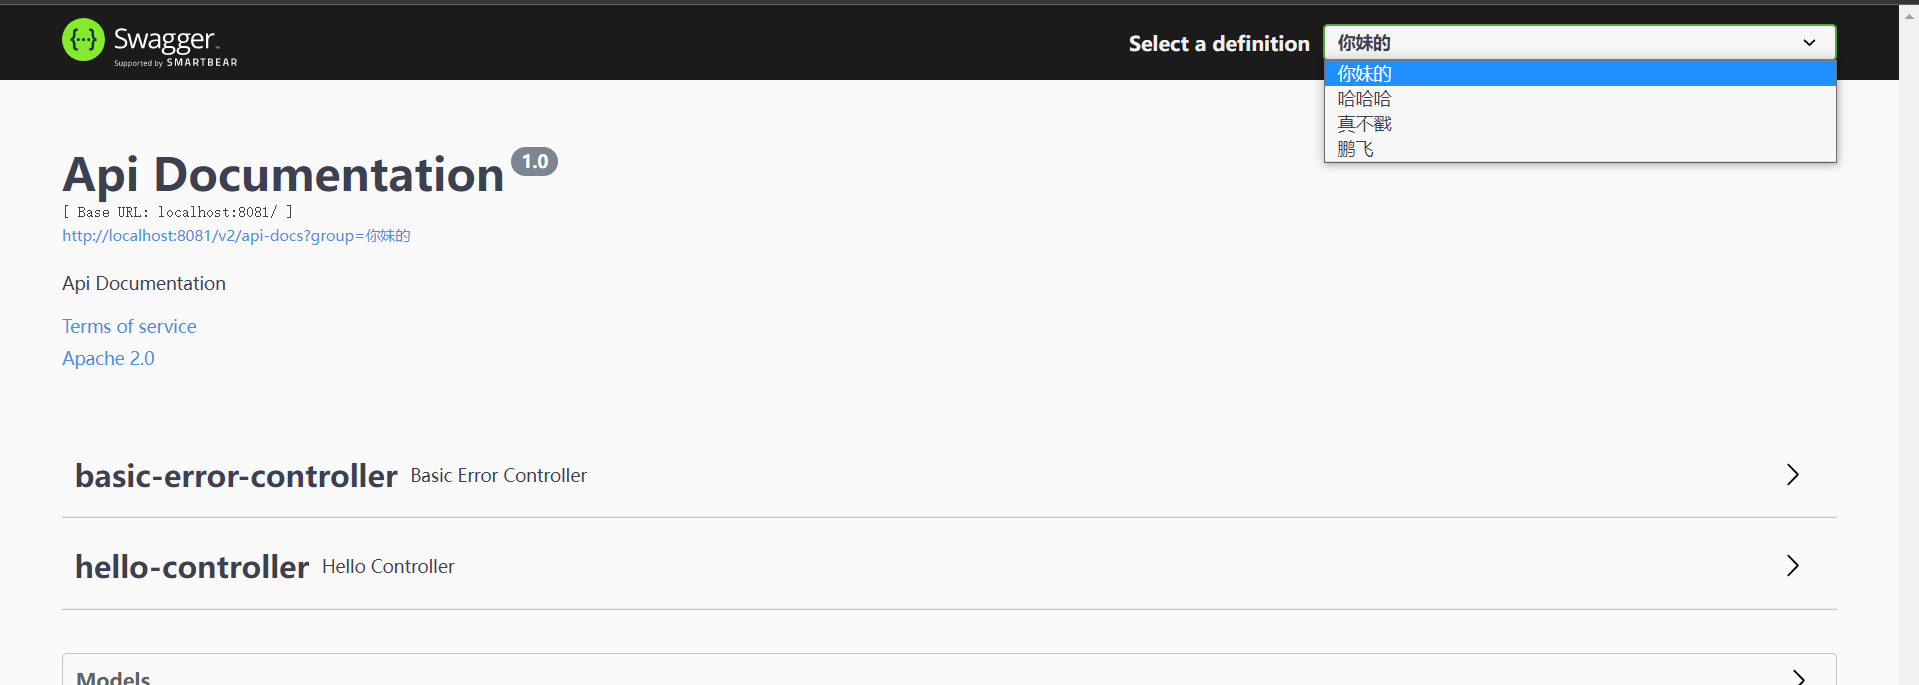 Swagger
Supported by SMARTBEAR
Select a definition
你妹的
你妹的
哈哈哈
真不戳
鹏飞
Api Documentation 1.0
[ Base URL: localhost:8081/ ]
http://localhost:8081/v2/api-docs?group=你妹的
Api Documentation
Terms of service
Apache 2.0
basic-error-controller Basic Error Controller
hello-controller Hello Controller
Models